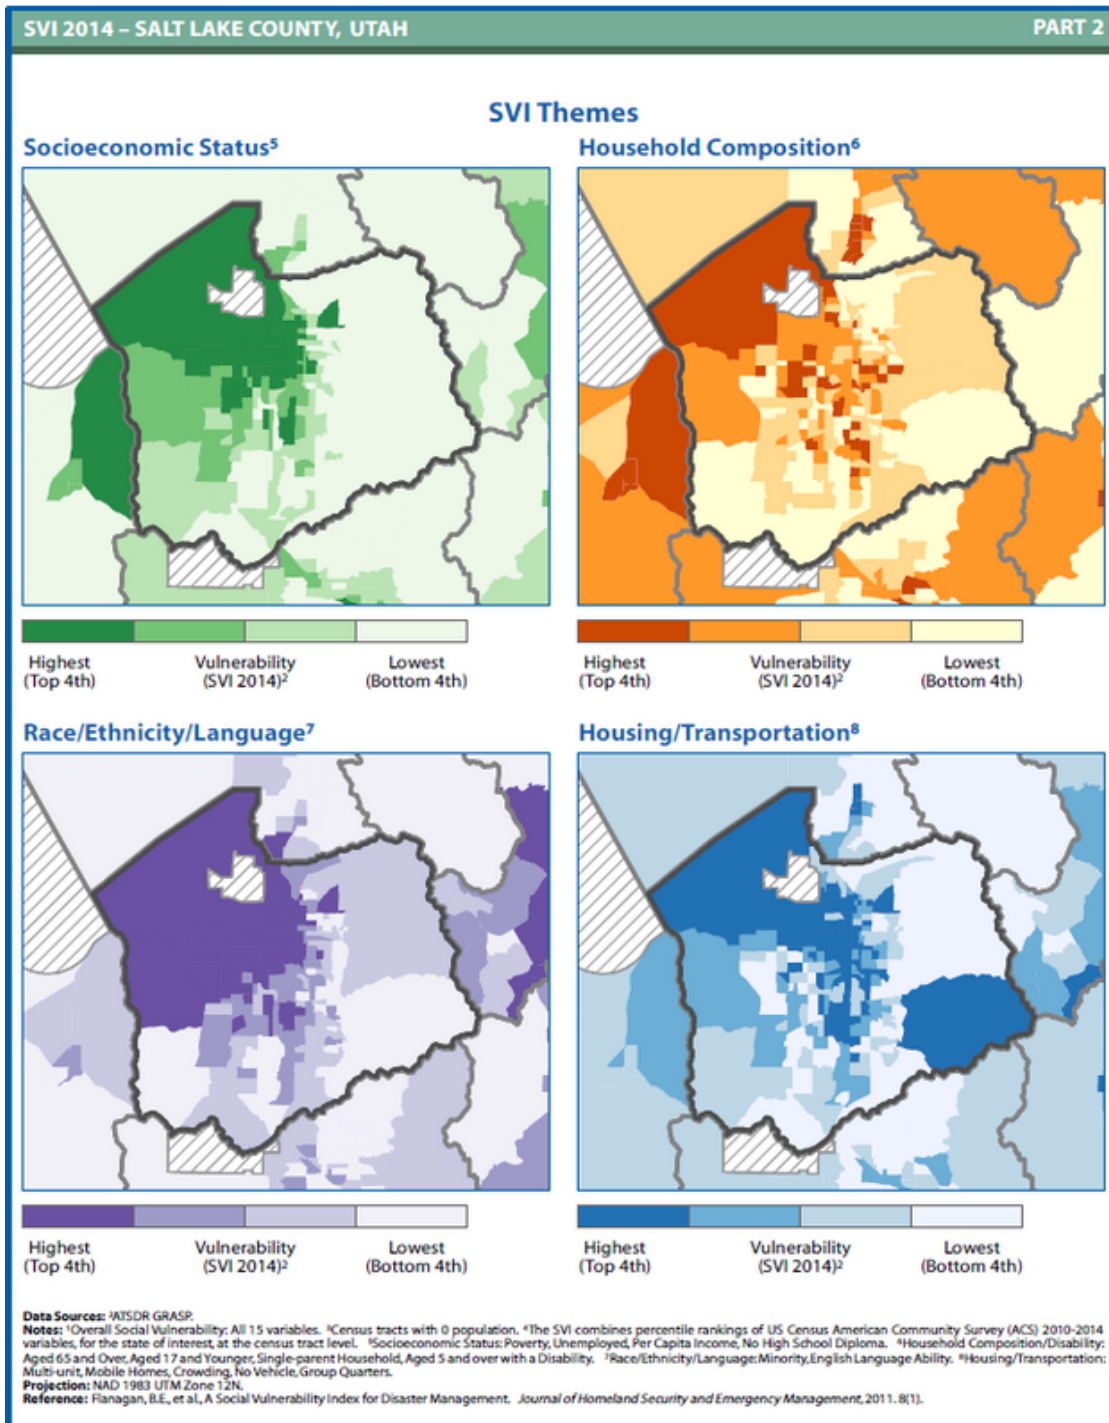 SVI 2014 – SALT LAKE COUNTY, UTAH PART 2
SVI Themes
Socioeconomic Status⁵ Household Composition⁶
Highest (Top 4th) Vulnerability (SVI 2014)² Lowest (Bottom 4th)
Highest (Top 4th) Vulnerability (SVI 2014)² Lowest (Bottom 4th)
Race/Ethnicity/Language⁷ Housing/Transportation⁸
Highest (Top 4th) Vulnerability (SVI 2014)² Lowest (Bottom 4th)
Highest (Top 4th) Vulnerability (SVI 2014)² Lowest (Bottom 4th)
Data Sources: ²ATSDR GRASP.
Notes: ¹Overall Social Vulnerability: All 15 variables. ³Census tracts with 0 population. ⁴The SVI combines percentile rankings of US Census American Community Survey (ACS) 2010-2014
variables, for the state of interest, at the census tract level. ⁵Socioeconomic Status: Poverty, Unemployed, Per Capita Income, No High School Diploma. ⁶Household Composition/Disability:
Aged 65 and Over, Aged 17 and Younger, Single-parent Household, Aged 5 and over with a Disability. ⁷Race/Ethnicity/Language: Minority, English Language Ability. ⁸Housing/Transportation:
Multi-unit, Mobile Homes, Crowding, No Vehicle, Group Quarters.
Projection: NAD 1983 UTM Zone 12N.
Reference: Flanagan, B.E., et al., A Social Vulnerability Index for Disaster Management. Journal of Homeland Security and Emergency Management, 2011. 8(1).